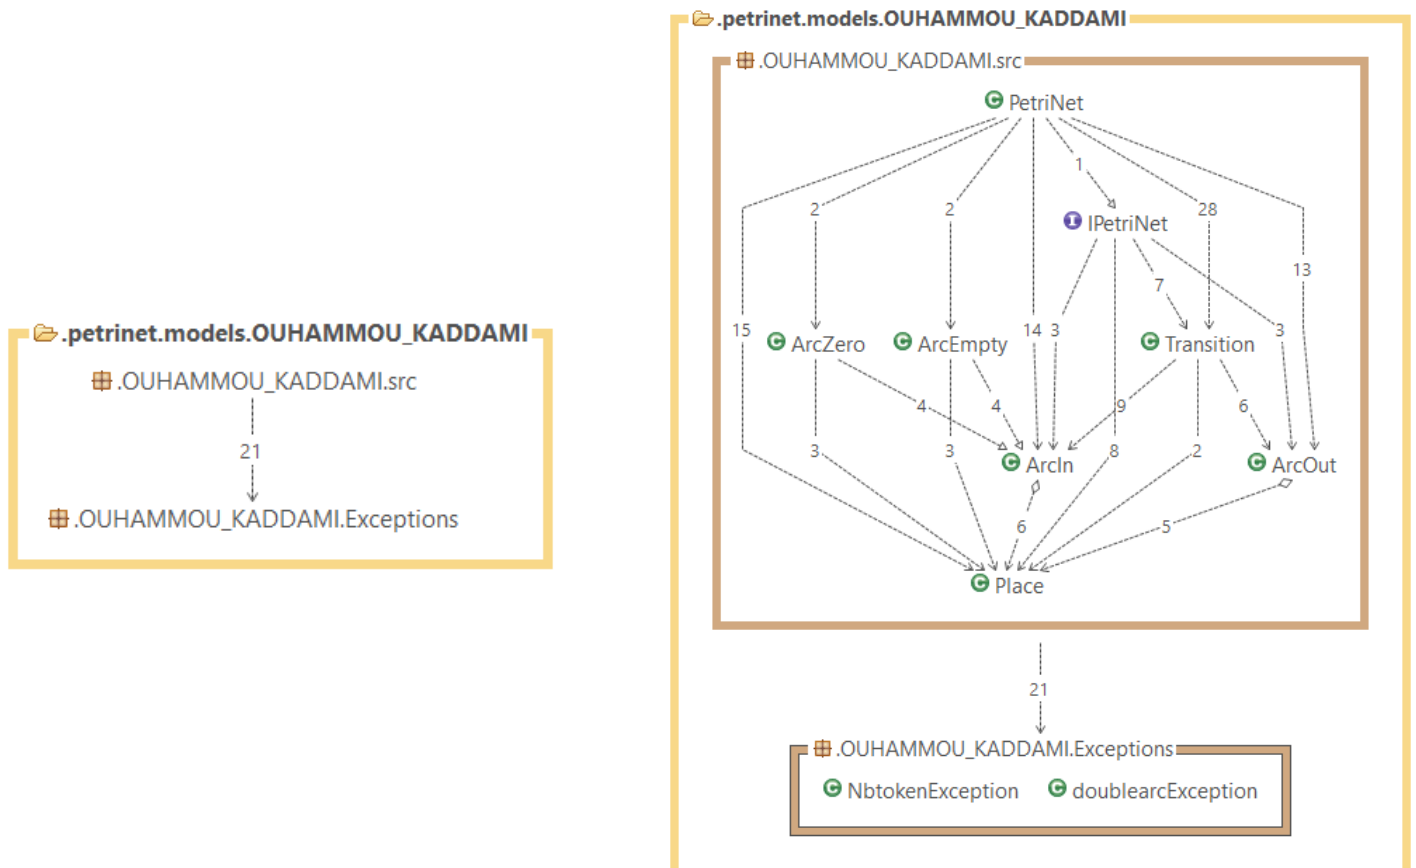 .petrinet.models.OUHAMMOU_KADDAMI
.OUHAMMOU_KADDAMI.src
21
.OUHAMMOU_KADDAMI.Exceptions
.petrinet.models.OUHAMMOU_KADDAMI
.OUHAMMOU_KADDAMI.src
C PetriNet
1
2 2 28
I IPetriNet
13
7
15 14 3 3
C ArcZero C ArcEmpty C Transition
4 4 9 6
3 3 8 2
C ArcIn C ArcOut
6 5
C Place
21
.OUHAMMOU_KADDAMI.Exceptions
C NbtokenException C doublearcException